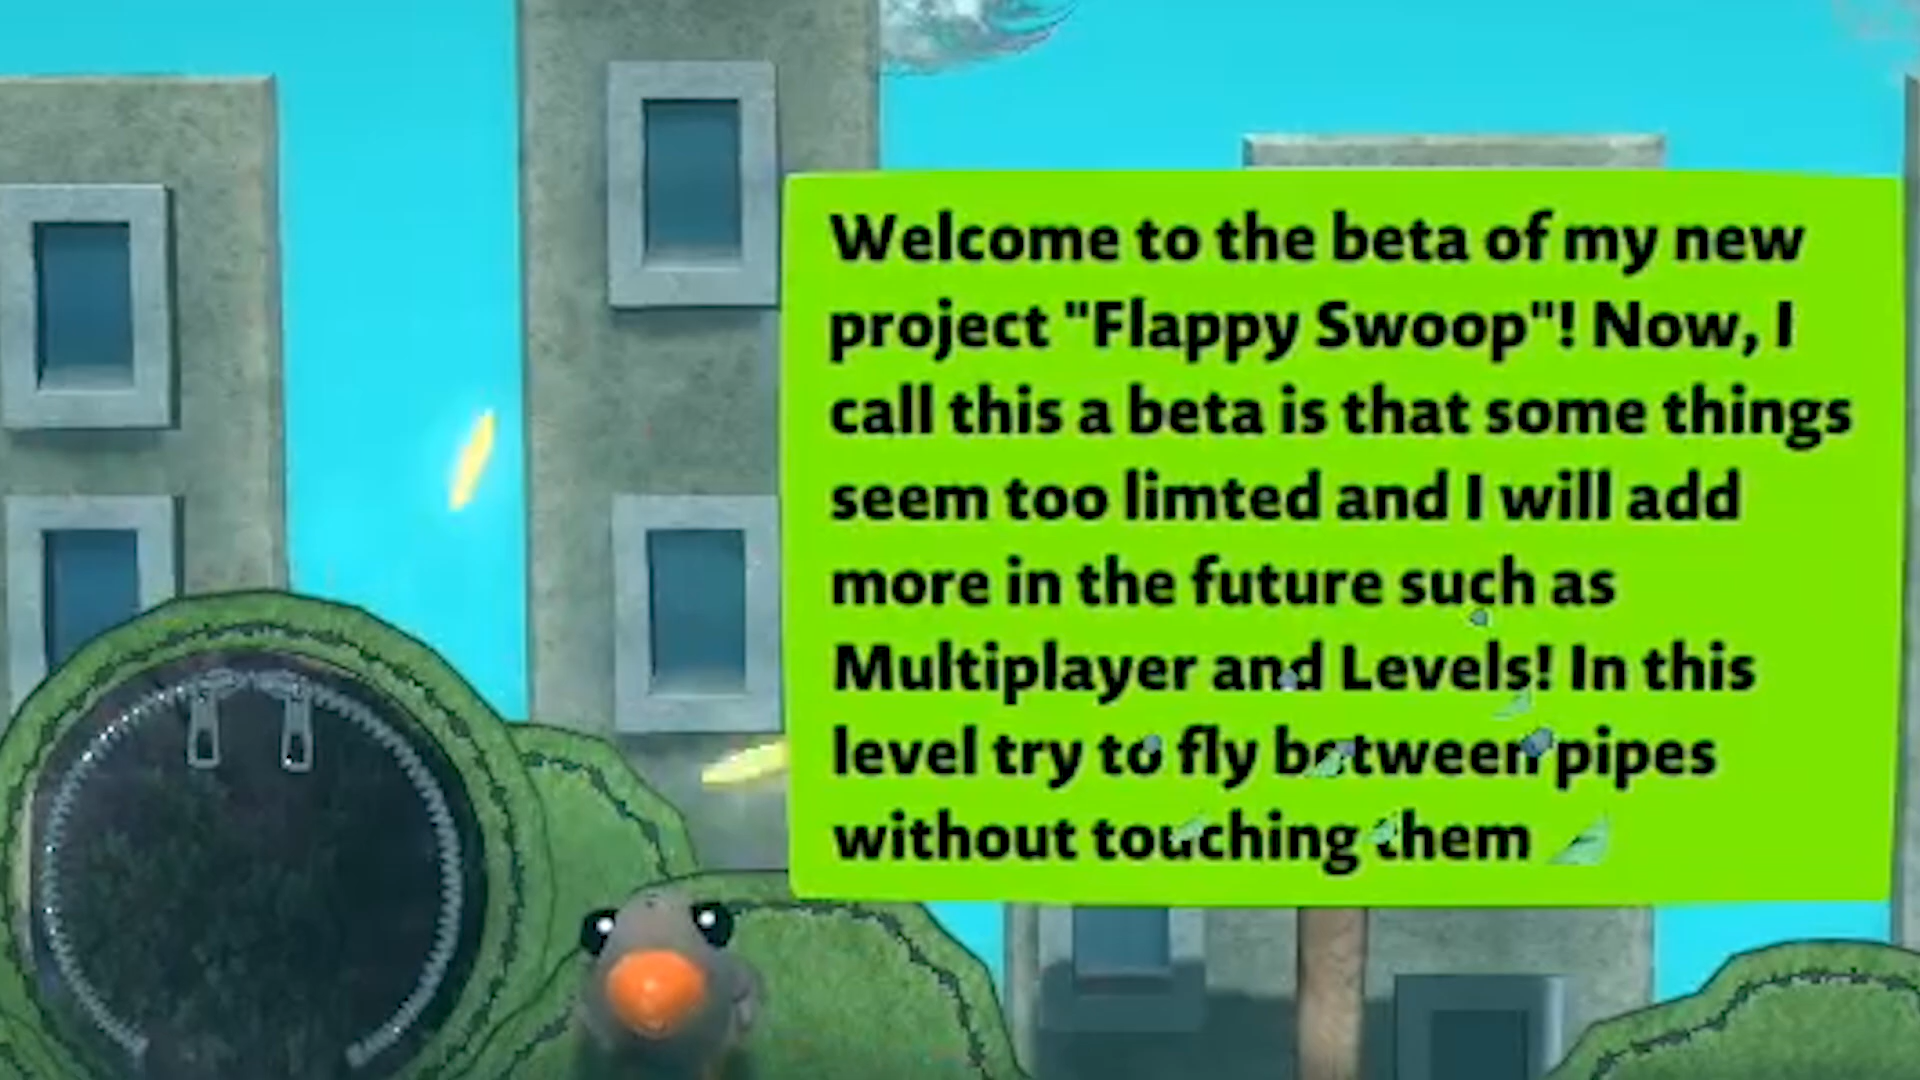 Welcome to the beta of my new
project "Flappy Swoop"! Now, I
call this a beta is that some things
seem too limted and I will add
more in the future such as
Multiplayer and Levels! In this
level try to fly between pipes
without touching them